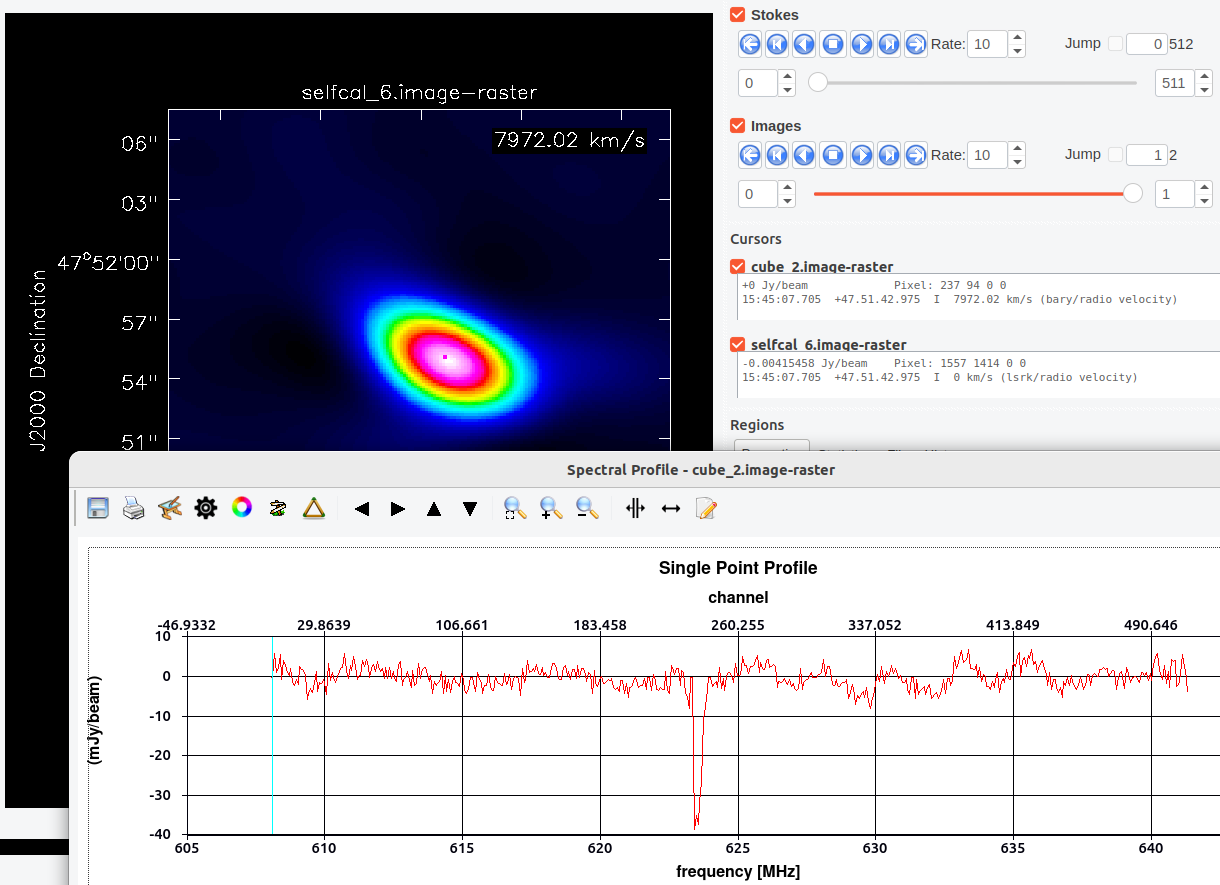 Stokes
Rate: 10 Jump 0 512
0 511
selfcal_6.image-raster
7972.02 km/s
06"
03"
47°52'00"
57"
54"
51"
J2000 Declination
Images
Rate: 10 Jump 1 2
0 1
Cursors
cube_2.image-raster
+0 Jy/beam Pixel: 237 94 0 0
15:45:07.705 +47.51.42.975 I 7972.02 km/s (bary/radio velocity)
selfcal_6.image-raster
-0.00415458 Jy/beam Pixel: 1557 1414 0 0
15:45:07.705 +47.51.42.975 I 0 km/s (lsrk/radio velocity)
Regions
Spectral Profile - cube_2.image-raster
Single Point Profile
channel
-46.9332 29.8639 106.661 183.458 260.255 337.052 413.849 490.646
10
0
-10
-20
-30
-40
(mJy/beam)
605 610 615 620 625 630 635 640
frequency [MHz]